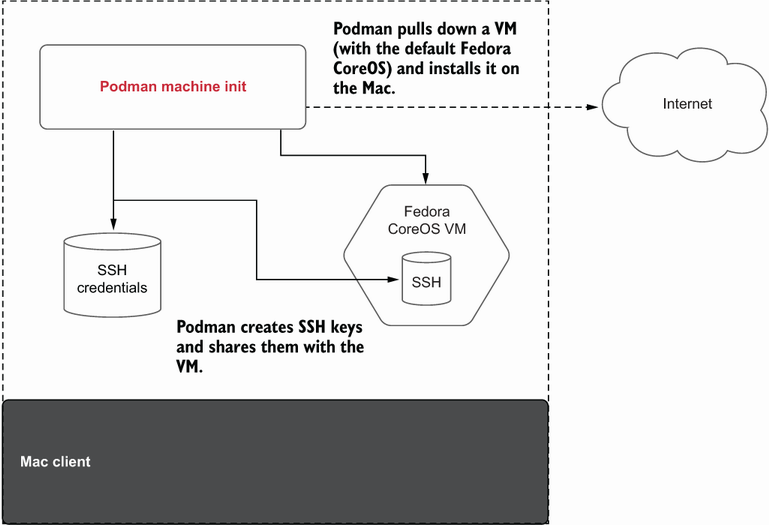 Podman pulls down a VM
(with the default Fedora
CoreOS) and installs it on
the Mac.
Podman machine init
Internet
Fedora
CoreOS VM
SSH
credentials
SSH
Podman creates SSH keys
and shares them with the
VM.
Mac client